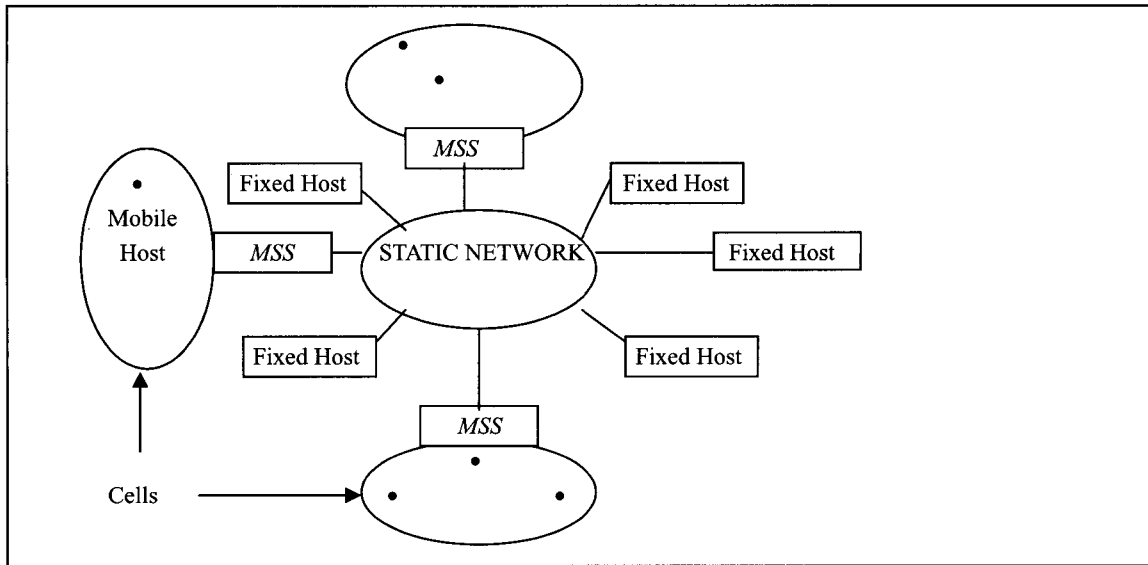 MSS
Fixed Host
Fixed Host
Mobile
Host
MSS
STATIC NETWORK
Fixed Host
Fixed Host
Fixed Host
MSS
Cells